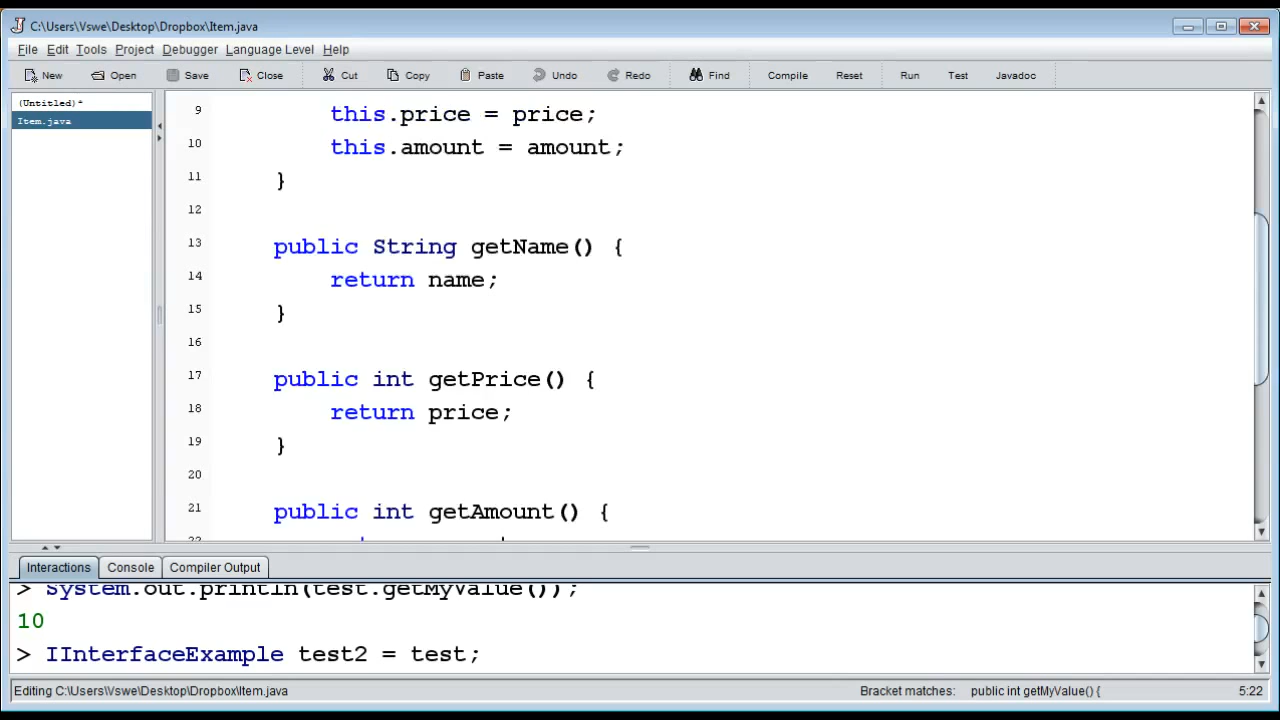 C:\Users\Vswe\Desktop\Dropbox\Item.java
File Edit Tools Project Debugger Language Level Help
New Open Save Close Cut Copy Paste Undo Redo Find Compile Reset Run Test Javadoc
(Untitled)*
Item.java
9 this.price = price;
10 this.amount = amount;
11 }
12
13 public String getName() {
14 return name;
15 }
16
17 public int getPrice() {
18 return price;
19 }
20
21 public int getAmount() {
22
Interactions Console Compiler Output
> System.out.println(test.getMyValue());
10
> IInterfaceExample test2 = test;
Editing C:\Users\Vswe\Desktop\Dropbox\Item.java Bracket matches: public int getMyValue() { 5:22